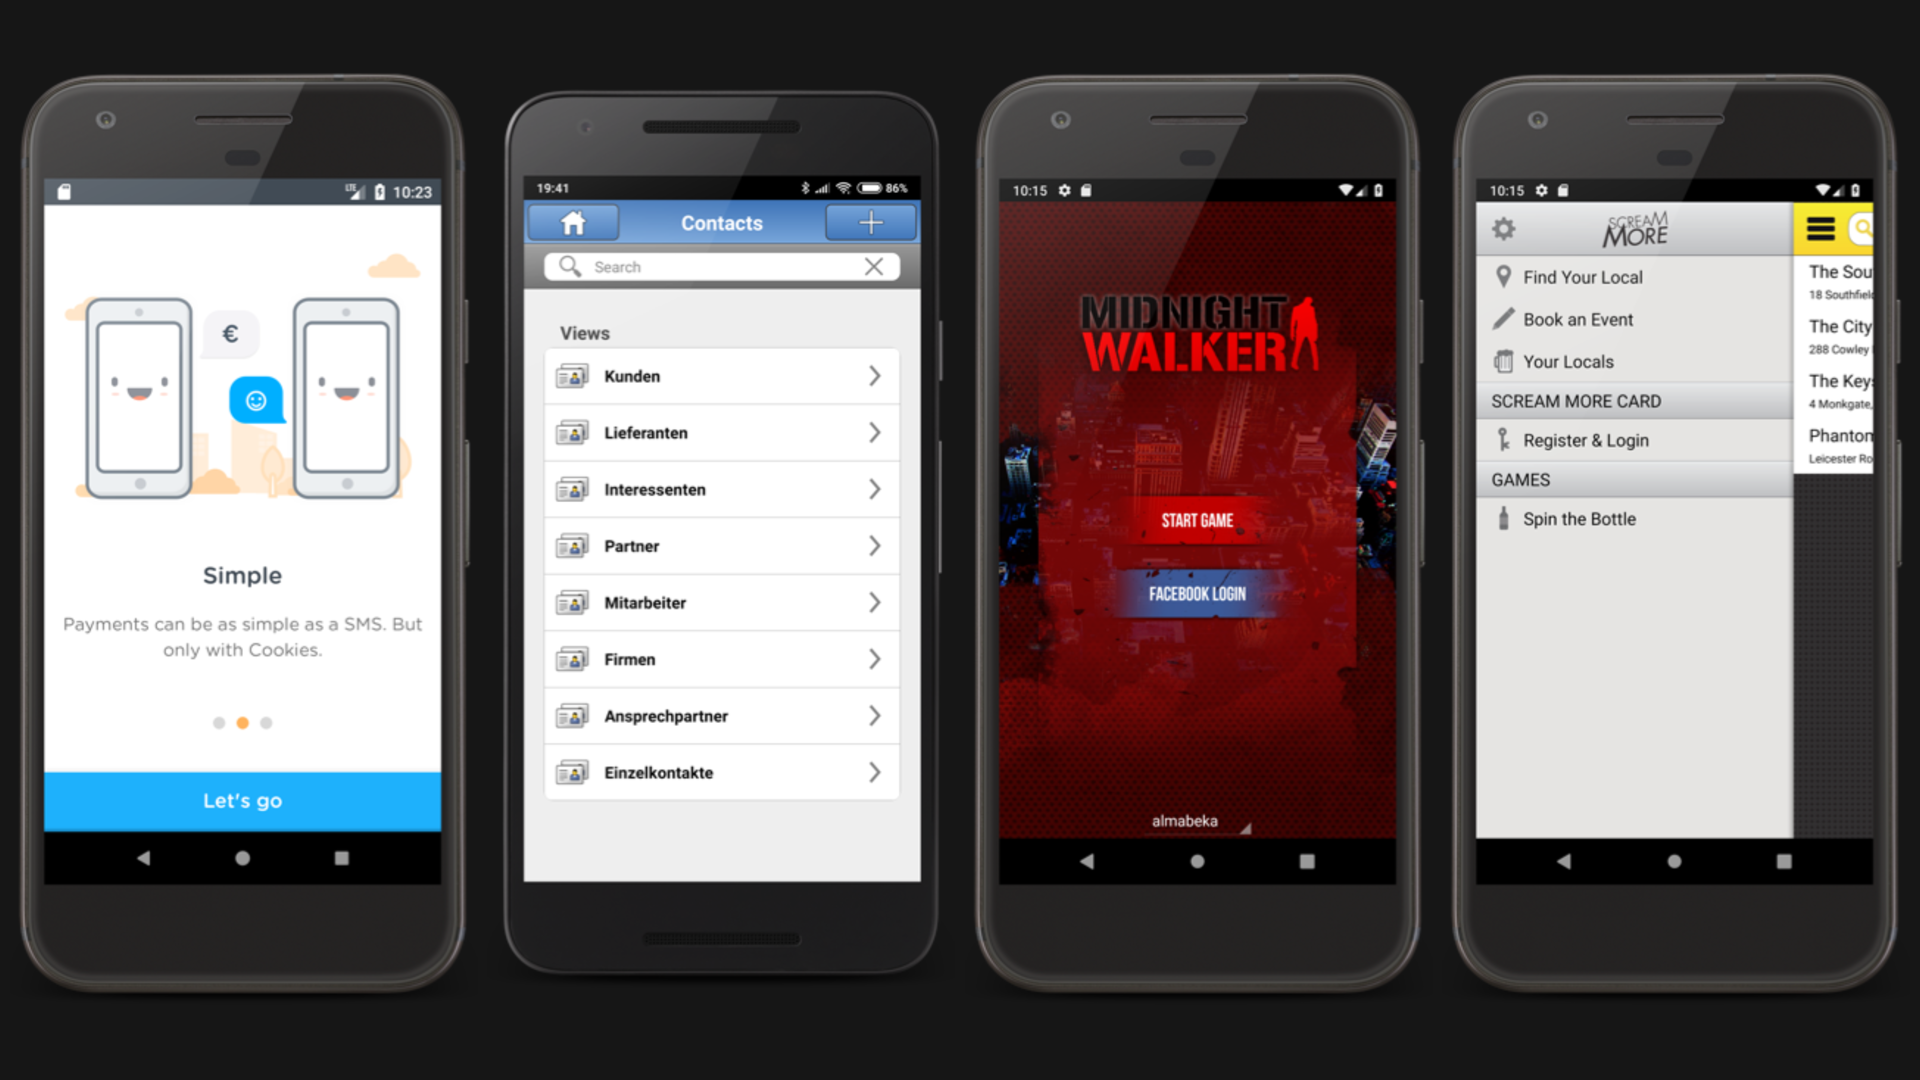 LTE 10:23
€
Simple
Payments can be as simple as a SMS. But
only with Cookies.
Let's go
19:41 86%
Contacts
Search
Views
Kunden
Lieferanten
Interessenten
Partner
Mitarbeiter
Firmen
Ansprechpartner
Einzelkontakte
10:15
MIDNIGHT
WALKER
START GAME
FACEBOOK LOGIN
almabeka
10:15
SCREAM
MORE
Find Your Local
Book an Event
Your Locals
SCREAM MORE CARD
Register & Login
GAMES
Spin the Bottle
The Sou
18 Southfiel
The City
288 Cowley
The Key
4 Monkgate,
Phanton
Leicester Ro